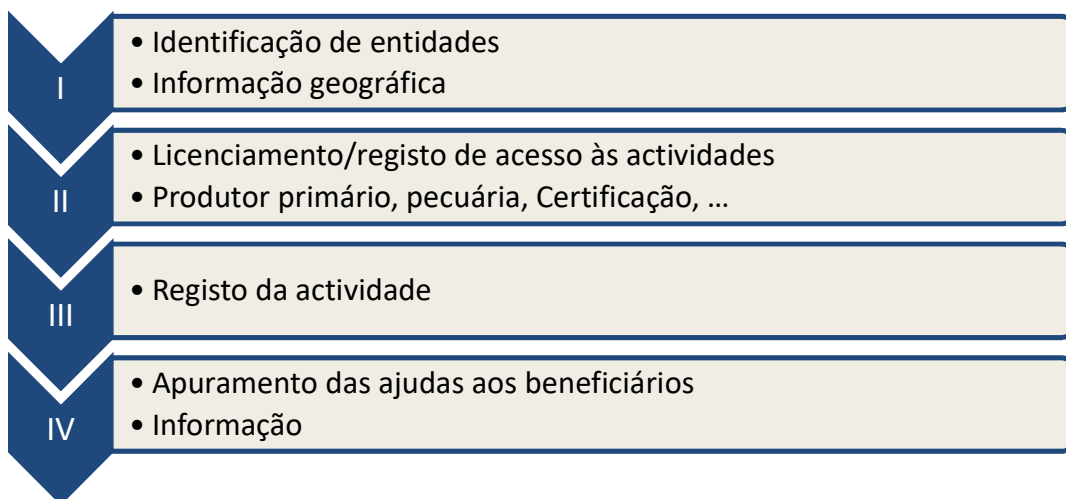 I
• Identificação de entidades
• Informação geográfica
II
• Licenciamento/registo de acesso às actividades
• Produtor primário, pecuária, Certificação, …
III
• Registo da actividade
IV
• Apuramento das ajudas aos beneficiários
• Informação